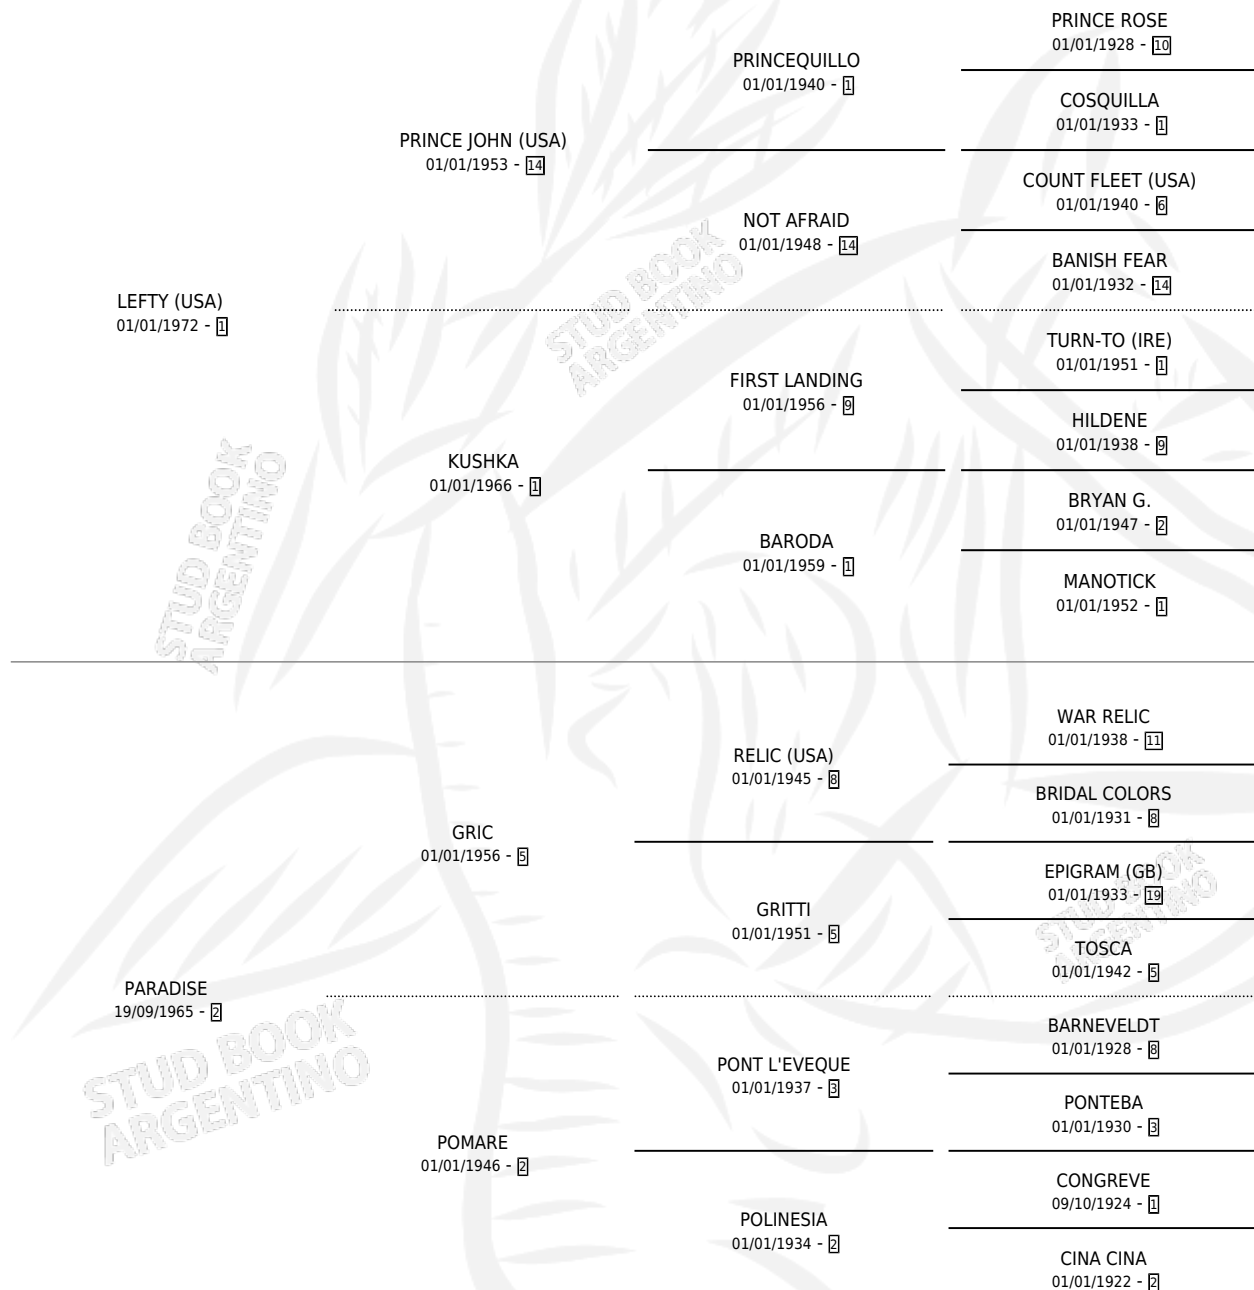 PRINCE ROSE
01/01/1928 - 10
PRINCEQUILLO
01/01/1940 - 1
COSQUILLA
01/01/1933 - 1
PRINCE JOHN (USA)
01/01/1953 - 14
COUNT FLEET (USA)
01/01/1940 - 6
NOT AFRAID
01/01/1948 - 14
BANISH FEAR
01/01/1932 - 14
LEFTY (USA)
01/01/1972 - 1
TURN-TO (IRE)
01/01/1951 - 1
FIRST LANDING
01/01/1956 - 9
HILDENE
01/01/1938 - 9
KUSHKA
01/01/1966 - 1
BRYAN G.
01/01/1947 - 2
BARODA
01/01/1959 - 1
MANOTICK
01/01/1952 - 1
WAR RELIC
01/01/1938 - 11
RELIC (USA)
01/01/1945 - 8
BRIDAL COLORS
01/01/1931 - 8
GRIC
01/01/1956 - 5
EPIGRAM (GB)
01/01/1933 - 19
GRITTI
01/01/1951 - 5
TOSCA
01/01/1942 - 5
PARADISE
19/09/1965 - 2
BARNEVELDT
01/01/1928 - 8
PONT L'EVEQUE
01/01/1937 - 3
PONTEBA
01/01/1930 - 3
POMARE
01/01/1946 - 2
CONGREVE
09/10/1924 - 1
POLINESIA
01/01/1934 - 2
CINA CINA
01/01/1922 - 2
STUD BOOK
ARGENTINO
STUD BOOK
ARGENTINO
STUD BOOK
ARGENTINO
STUD BOOK
ARGENTINO